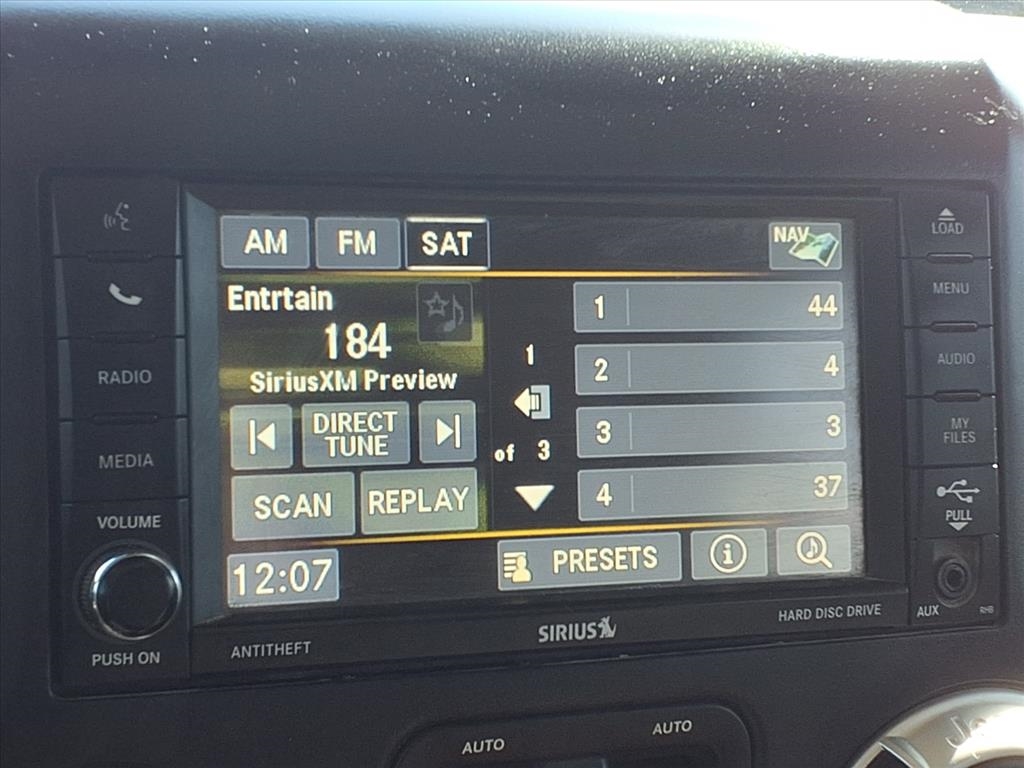 AM FM SAT NAV
Entrtain
184
SiriusXM Preview
DIRECT
TUNE
SCAN REPLAY
12:07
1
of 3
1 44
2 4
3 3
4 37
PRESETS
RADIO
MEDIA
VOLUME
PUSH ON
ANTITHEFT
SIRIUS
HARD DISC DRIVE
LOAD
MENU
AUDIO
MY
FILES
PULL
AUX RHB
AUTO AUTO